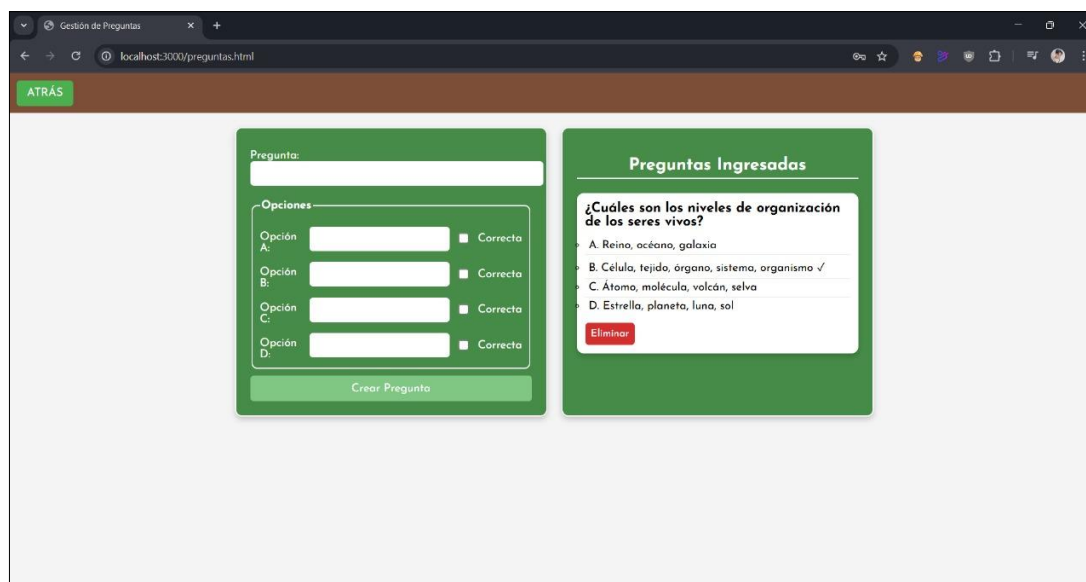 Gestión de Preguntas
localhost:3000/preguntas.html
ATRÁS
Pregunta:
Opciones
Opción
A:
Correcta
Opción
B:
Correcta
Opción
C:
Correcta
Opción
D:
Correcta
Crear Pregunta
Preguntas Ingresadas
¿Cuáles son los niveles de organización
de los seres vivos?
A. Reino, océano, galaxia
B. Célula, tejido, órgano, sistema, organismo ✓
C. Átomo, molécula, volcán, selva
D. Estrella, planeta, luna, sol
Eliminar